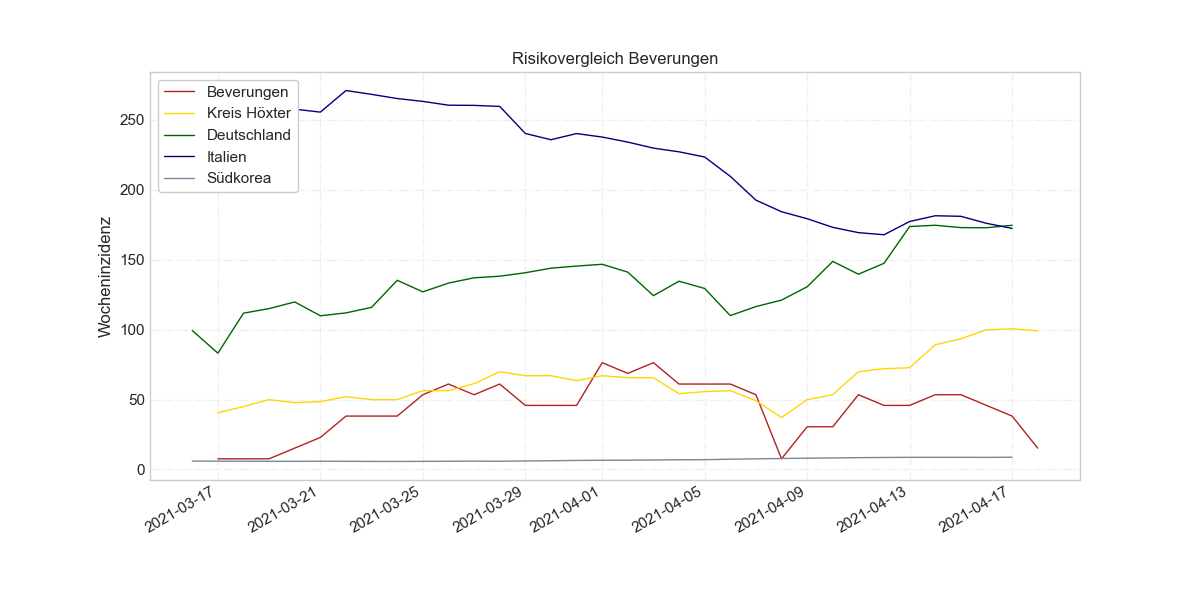 Risikovergleich Beverungen
Beverungen
Kreis Höxter
Deutschland
Italien
Südkorea
Wocheninzidenz
250
200
150
100
50
0
2021-03-17
2021-03-21
2021-03-25
2021-03-29
2021-04-01
2021-04-05
2021-04-09
2021-04-13
2021-04-17